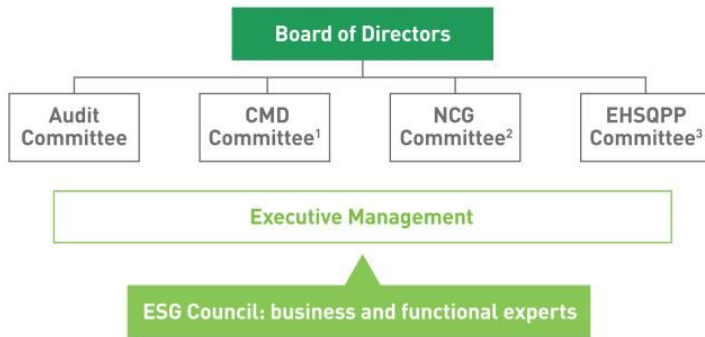 Board of Directors
Audit
Committee
CMD
Committee¹
NCG
Committee²
EHSQPP
Committee³
Executive Management
ESG Council: business and functional experts